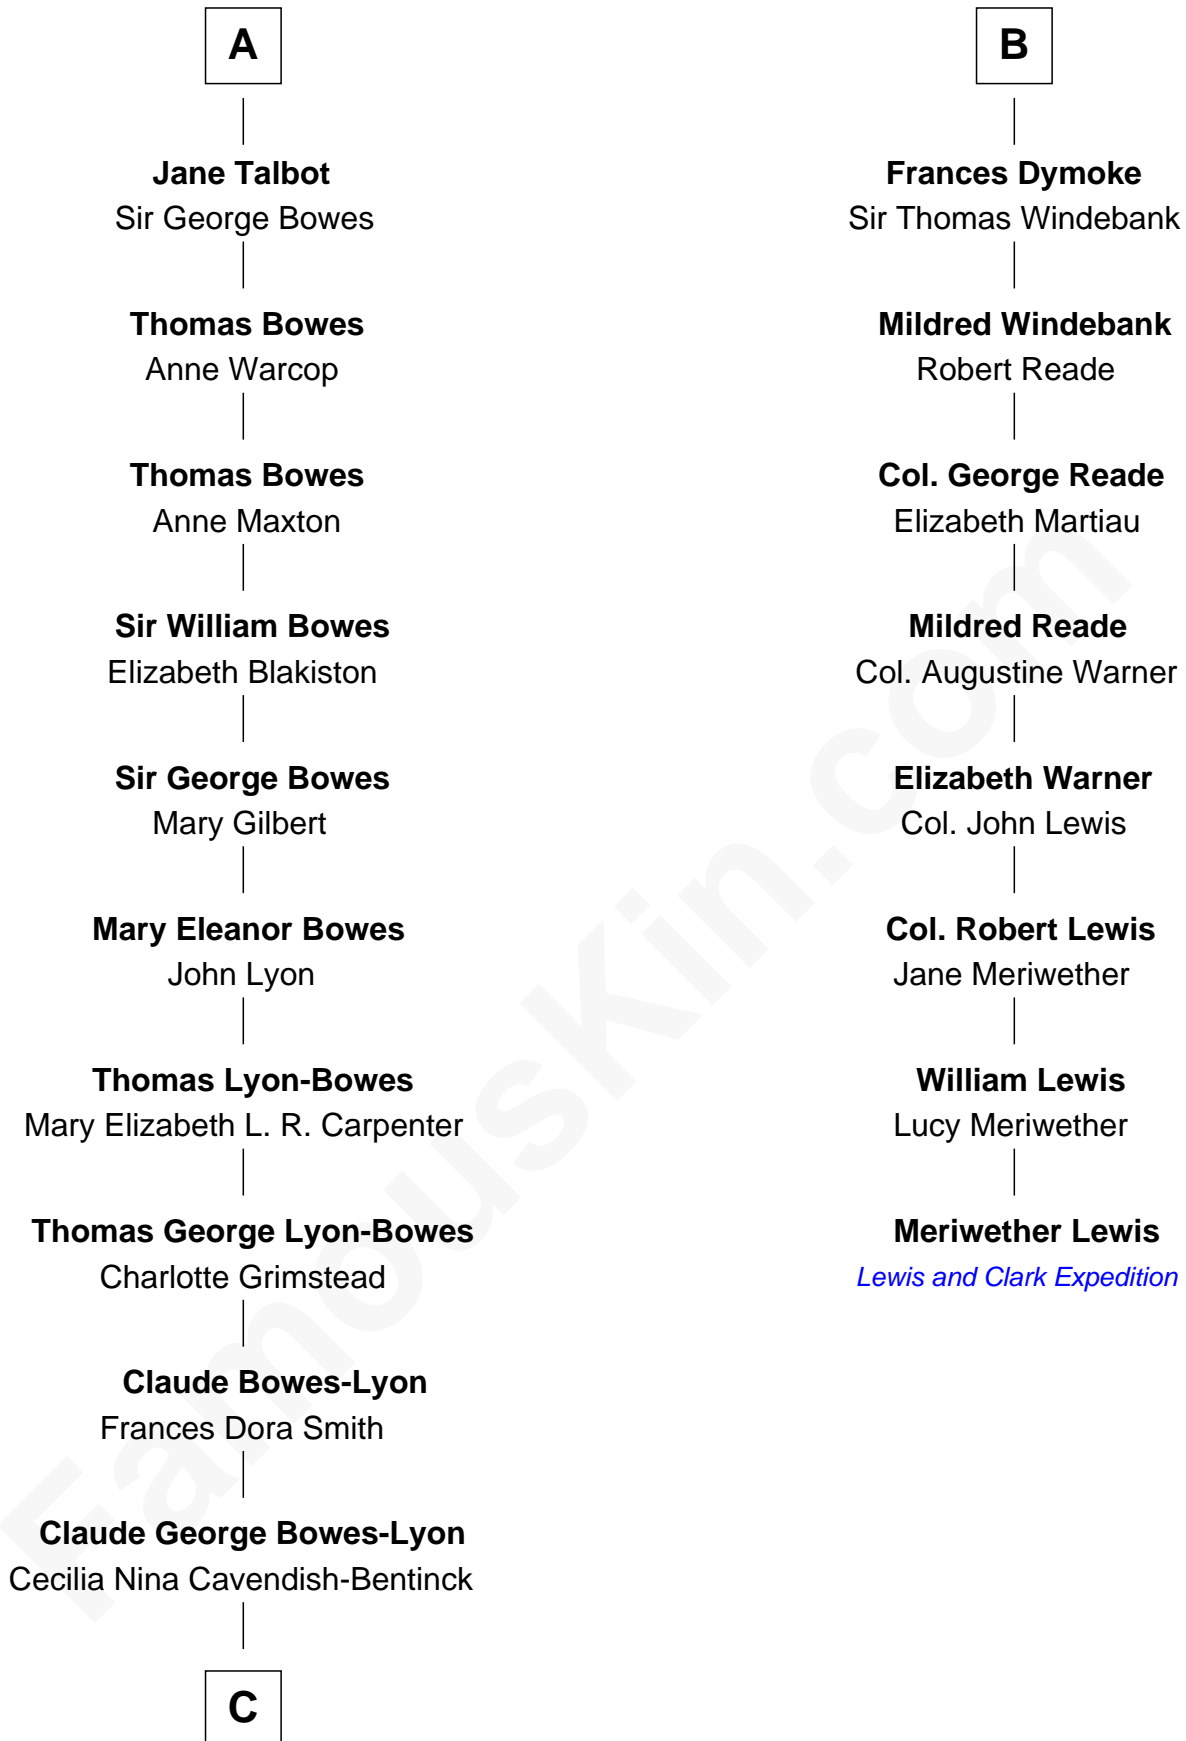 A
Jane Talbot
Sir George Bowes
Thomas Bowes
Anne Warcop
Thomas Bowes
Anne Maxton
Sir William Bowes
Elizabeth Blakiston
Sir George Bowes
Mary Gilbert
Mary Eleanor Bowes
John Lyon
Thomas Lyon-Bowes
Mary Elizabeth L. R. Carpenter
Thomas George Lyon-Bowes
Charlotte Grimstead
Claude Bowes-Lyon
Frances Dora Smith
Claude George Bowes-Lyon
Cecilia Nina Cavendish-Bentinck
C
B
Frances Dymoke
Sir Thomas Windebank
Mildred Windebank
Robert Reade
Col. George Reade
Elizabeth Martiau
Mildred Reade
Col. Augustine Warner
Elizabeth Warner
Col. John Lewis
Col. Robert Lewis
Jane Meriwether
William Lewis
Lucy Meriwether
Meriwether Lewis
Lewis and Clark Expedition
FamousKin.com